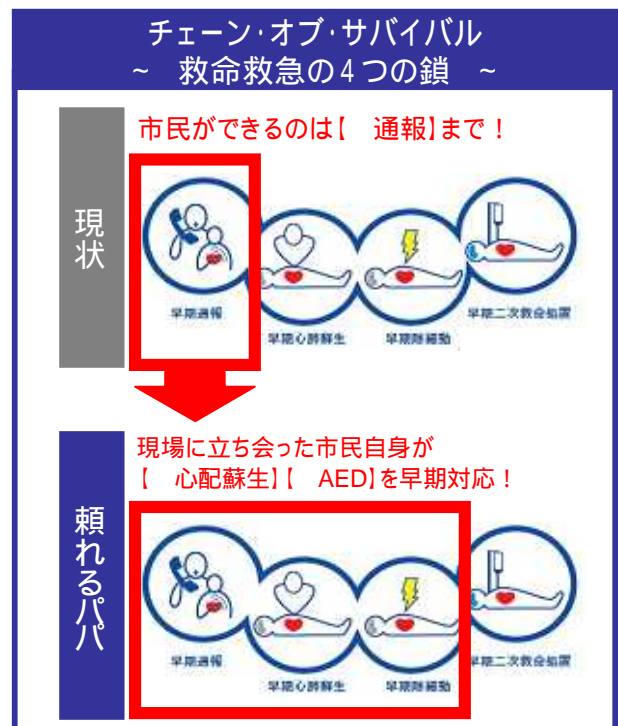 チェーン・オブ・サバイバル
~ 救命救急の4つの鎖 ~
市民ができるのは【 通報】まで!
現状
早期通報
早期心肺蘇生
早期除細動
早期二次救命処置
現場に立ち会った市民自身が
【 心配蘇生】【 AED】を早期対応!
頼れるパパ
早期通報
早期心肺蘇生
早期除細動
早期二次救命処置